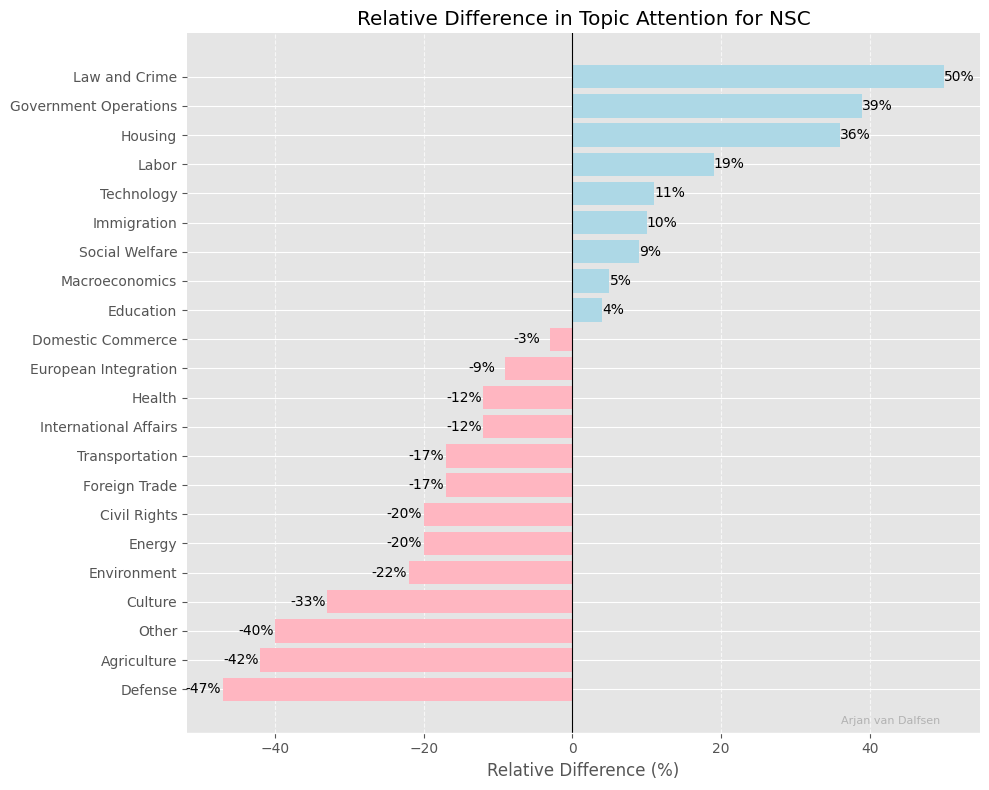 Relative Difference in Topic Attention for NSC
Law and Crime 50%
Government Operations 39%
Housing 36%
Labor 19%
Technology 11%
Immigration 10%
Social Welfare 9%
Macroeconomics 5%
Education 4%
Domestic Commerce -3%
European Integration -9%
Health -12%
International Affairs -12%
Transportation -17%
Foreign Trade -17%
Civil Rights -20%
Energy -20%
Environment -22%
Culture -33%
Other -40%
Agriculture -42%
Defense -47%
Arjan van Dalfsen
−40 −20 0 20 40
Relative Difference (%)